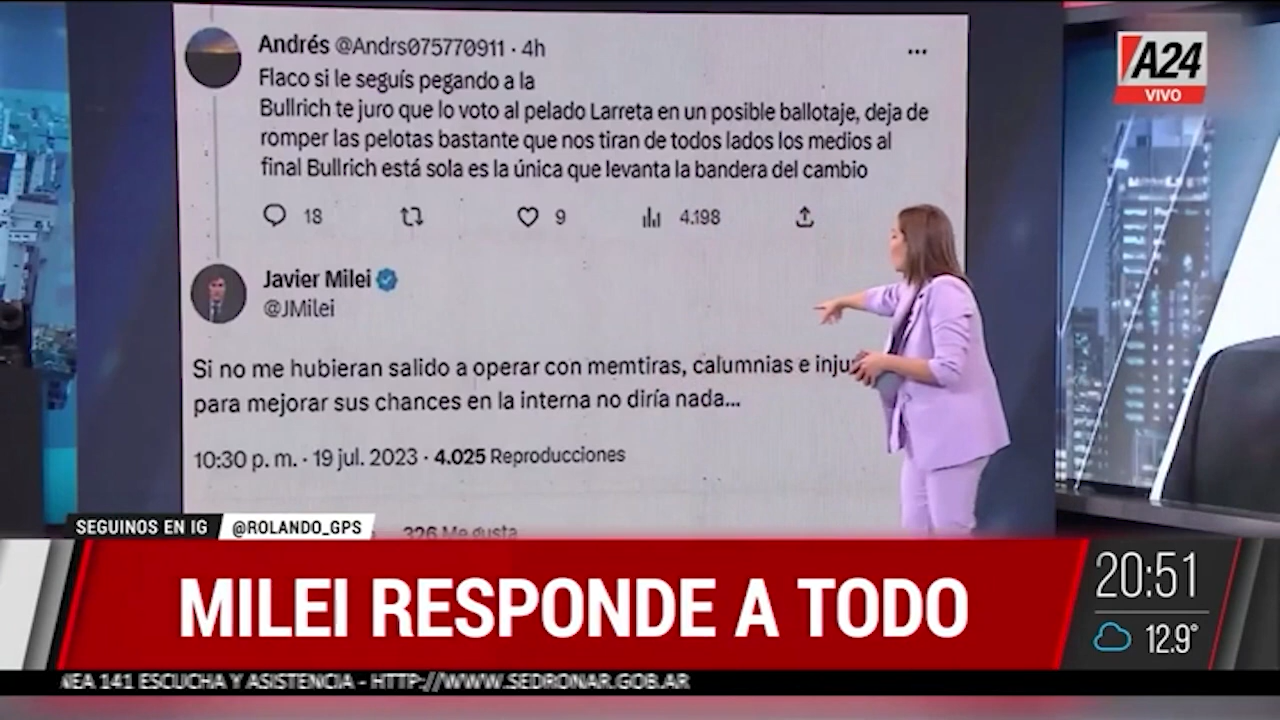 Andrés @Andrs075770911 · 4h
Flaco si le seguís pegando a la
Bullrich te juro que lo voto al pelado Larreta en un posible ballotaje, deja de
romper las pelotas bastante que nos tiran de todos lados los medios al
final Bullrich está sola es la única que levanta la bandera del cambio
18 9 4.198
Javier Milei
@JMilei
Si no me hubieran salido a operar con memtiras, calumnias e
para mejorar sus chances en la interna no diría nada...
10:30 p. m. · 19 jul. 2023 · 4.025 Reproducciones
326 Me gusta
A24
VIVO
SEGUINOS EN IG @ROLANDO_GPS
MILEI RESPONDE A TODO
20:51
12.9°
141 ESCUCHA Y ASISTENCIA - HTTP://WWW.SEDRONAR.GOB.AR